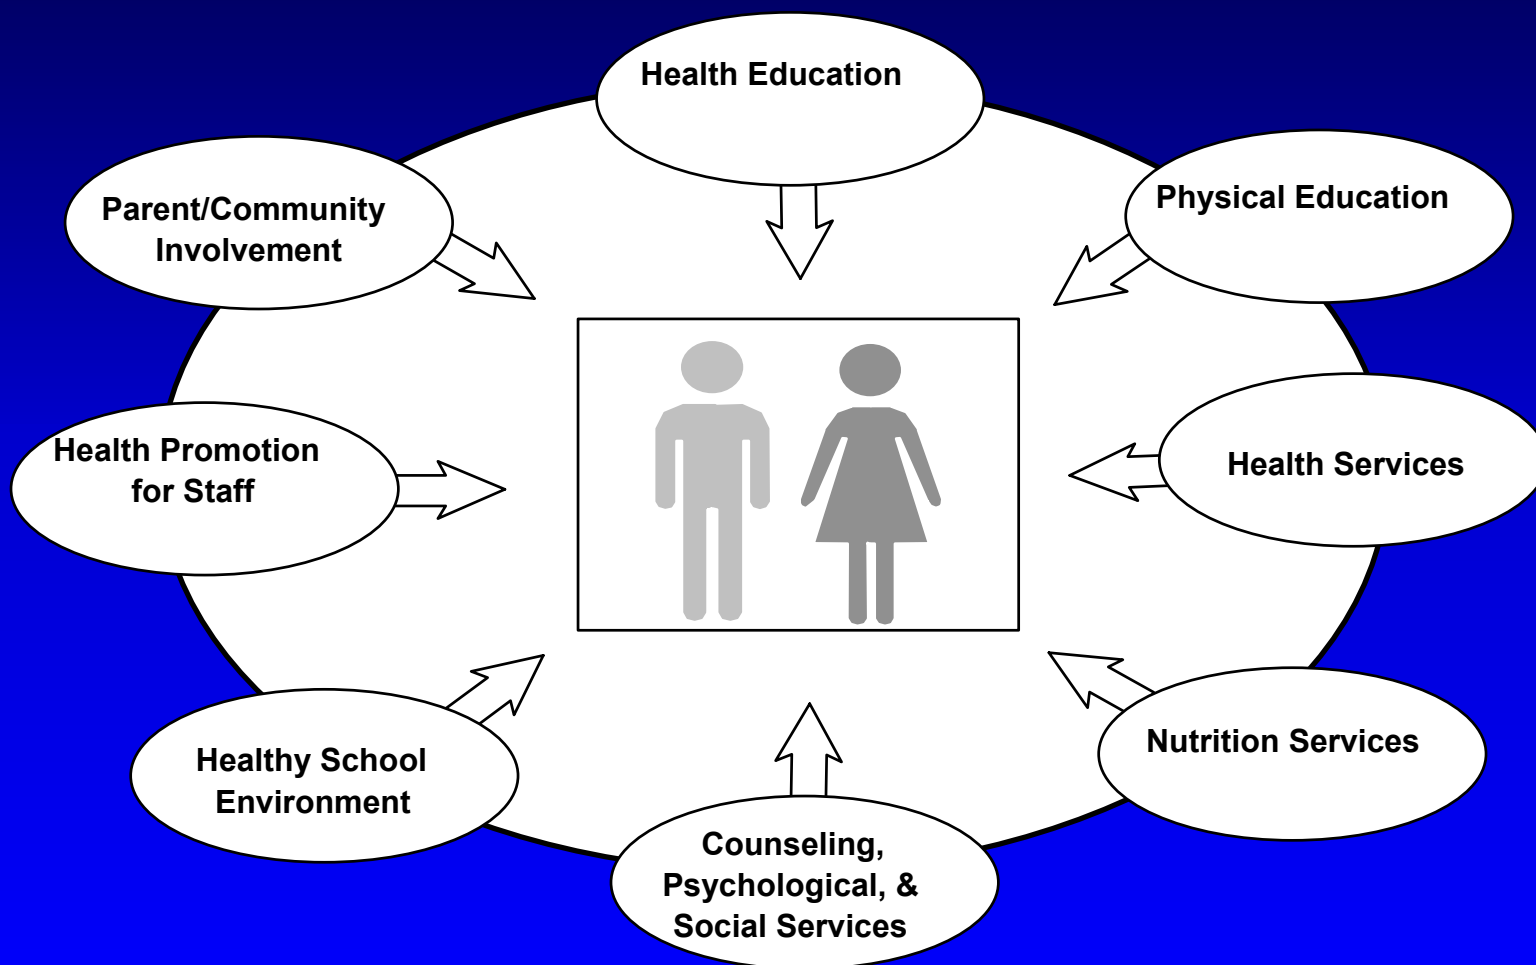 Health Education
Physical Education
Health Services
Nutrition Services
Counseling,
Psychological, &
Social Services
Healthy School
Environment
Health Promotion
for Staff
Parent/Community
Involvement